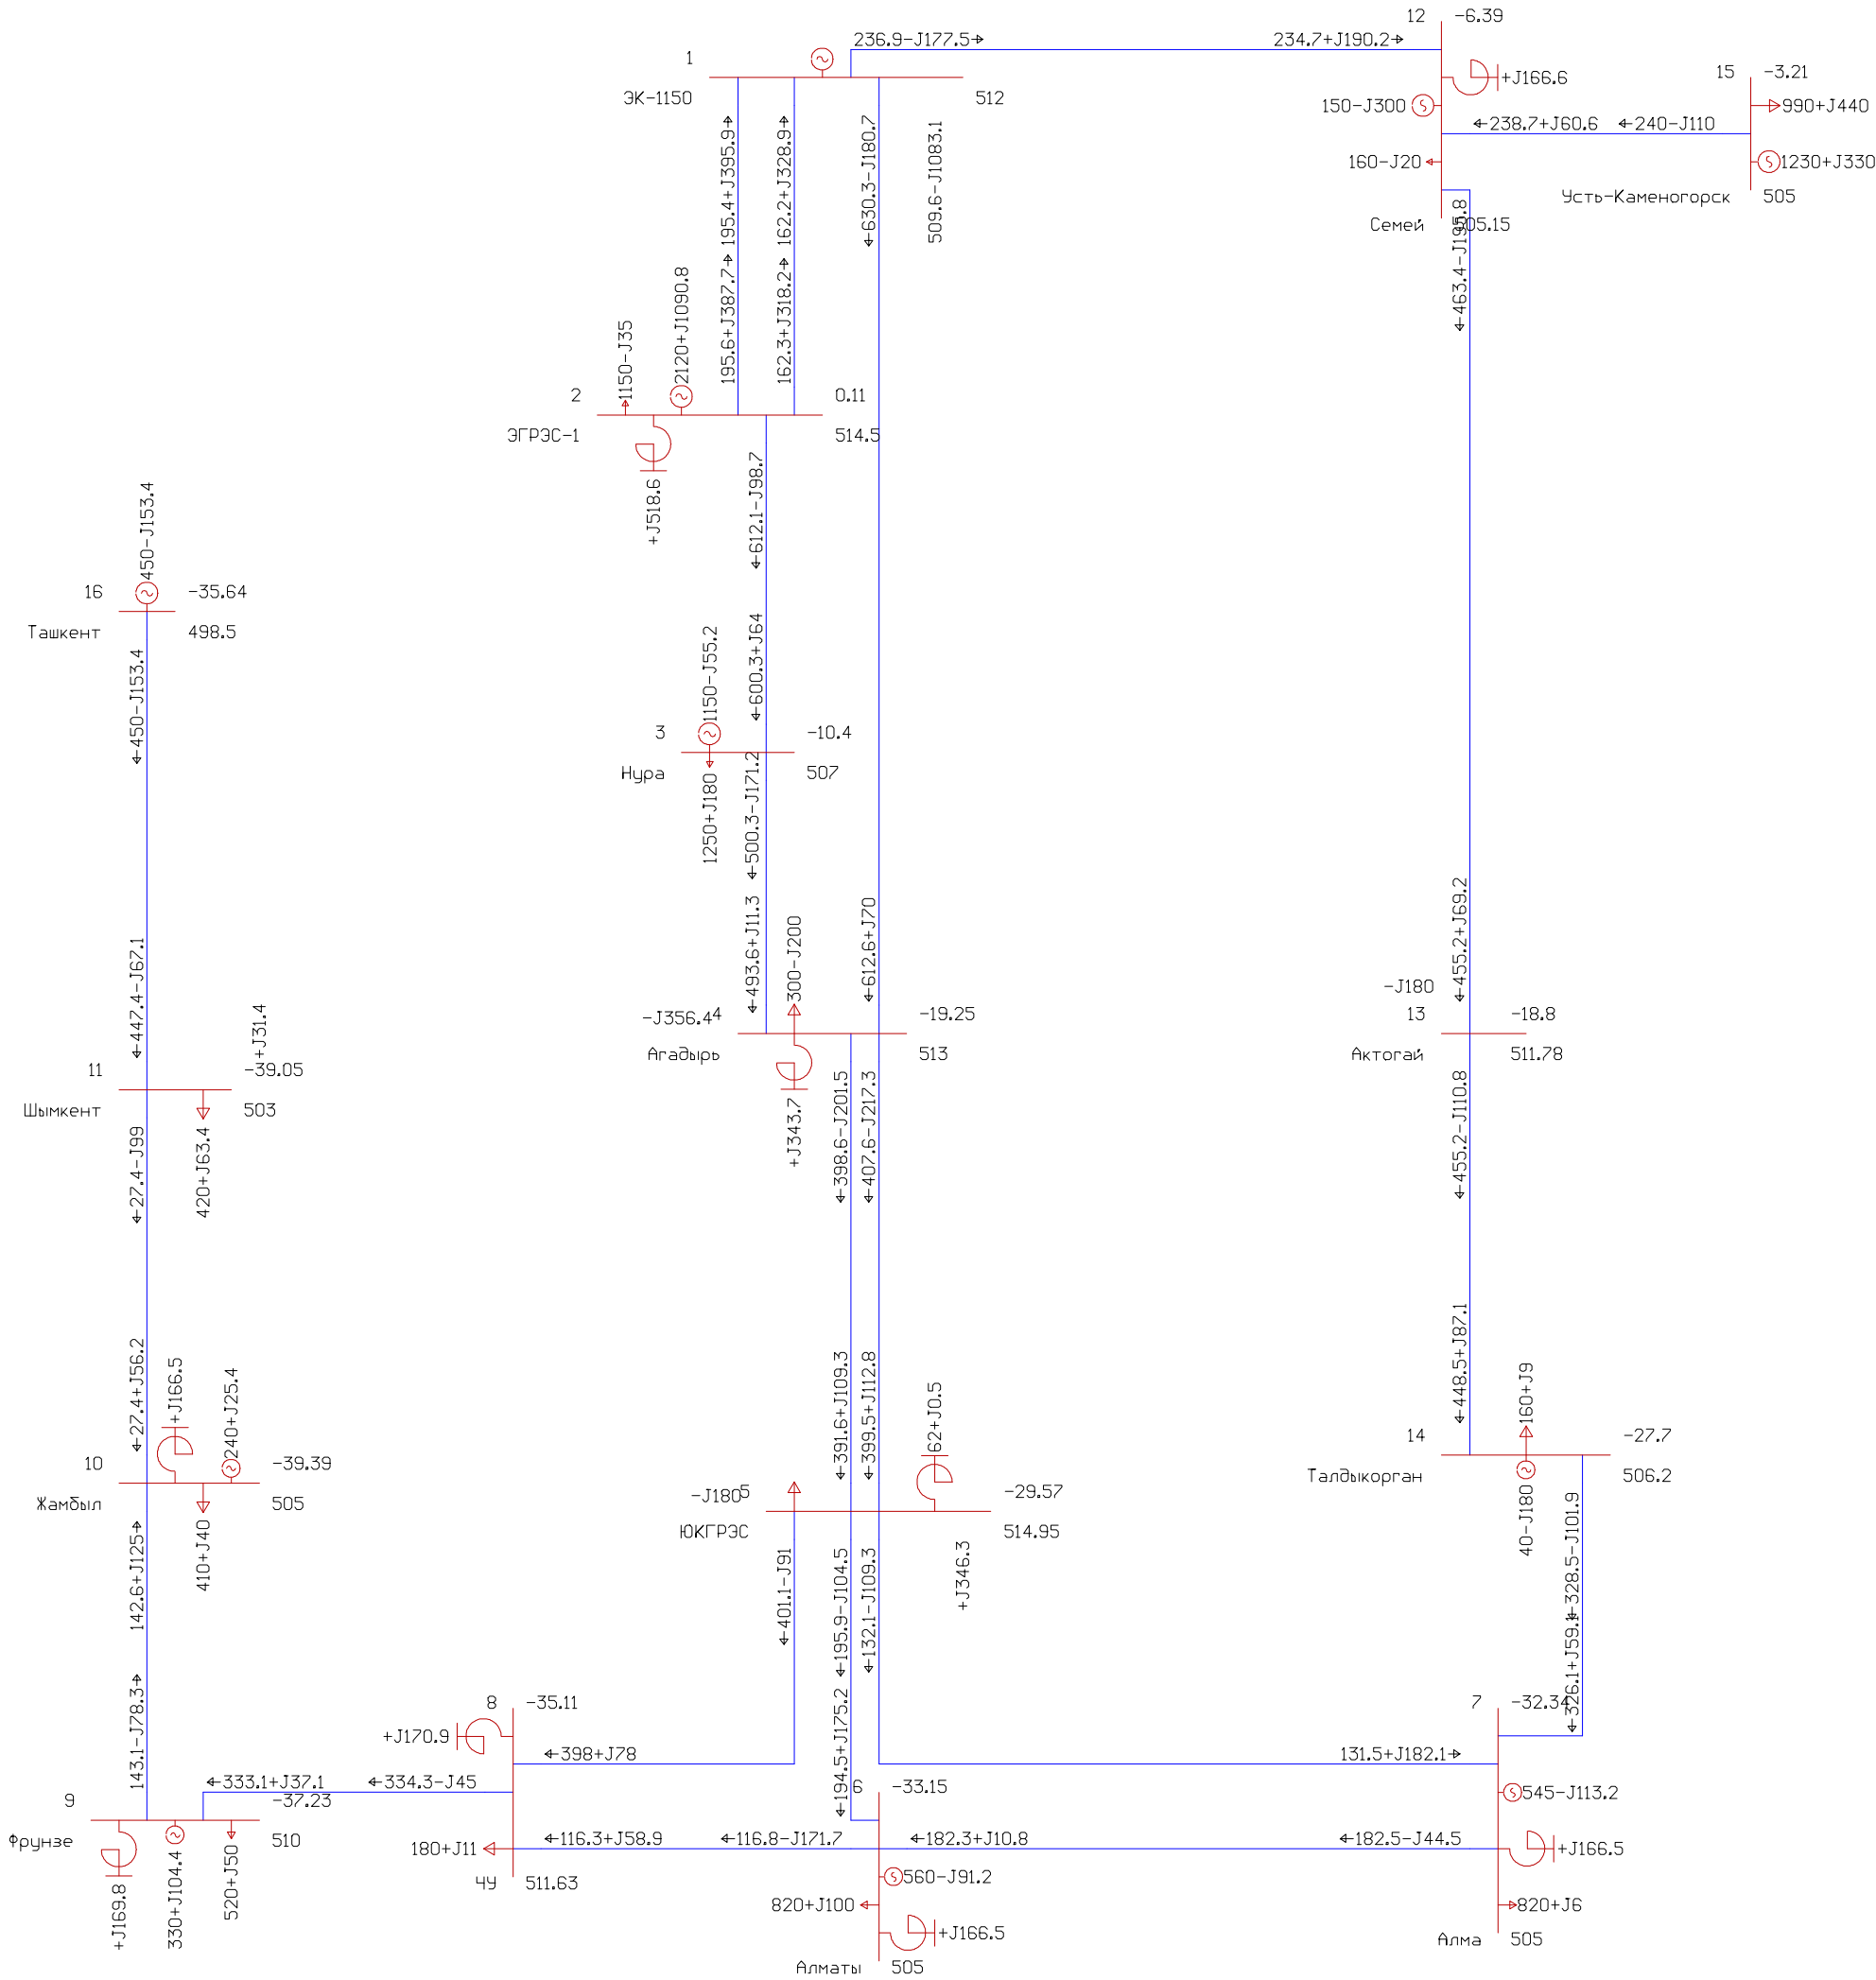 12
-6.39
236.9-J177.5
234.7+J190.2
1
ЭК-1150
512
+J166.6
15
-3.21
150-J300
990+J440
238.7+J60.6
240-J110
160-J20
1230+J330
Усть-Каменогорск
505
Семей
505.15
195.4+J395.9
162.2+J328.9
630.3-J180.7
509.6-J1083.1
463.4-J195.8
195.6+J387.7
162.3+J318.2
1150-J35
2120+J1090.8
2
0.11
ЭГРЭС-1
514.5
+J518.6
612.1-J98.7
450-J153.4
16
-35.64
Ташкент
498.5
450-J153.4
600.3+J64
1150-J55.2
3
-10.4
Нура
507
1250+J180
500.3-J171.2
493.6+J11.3
300-J200
612.6+J70
455.2+J69.2
447.4-J67.1
+J31.4
-J356.4
4
-19.25
Агадырь
513
-J180
13
-18.8
Актогай
511.78
11
-39.05
Шымкент
503
27.4-J99
420+J63.4
+J343.7
398.6-J201.5
407.6-J217.3
455.2-J110.8
27.4+J56.2
+J166.5
240+J25.4
391.6+J109.3
399.5+J112.8
62+J0.5
448.5+J87.1
160+J9
14
-27.7
Талдыкорган
506.2
10
-39.39
Жамбыл
505
-J180
5
-29.57
ЮКГРЭС
514.95
142.6+J125
410+J40
401.1-J91
195.9-J104.5
132.1-J109.3
+J346.3
40-J180
328.5-J101.9
326.1+J59.1
143.1-J78.3
8
-35.11
+J170.9
398+J78
194.5+J175.2
131.5+J182.1
7
-32.34
333.1+J37.1
334.3-J45
6
-33.15
9
-37.23
Фрунзе
510
545-J113.2
180+J11
116.3+J58.9
116.8-J171.7
182.3+J10.8
182.5-J44.5
+J166.5
ЧУ
511.63
560-J91.2
820+J100
820+J6
+J169.8
330+J104.4
520+J50
+J166.5
Алма
505
Алматы
505